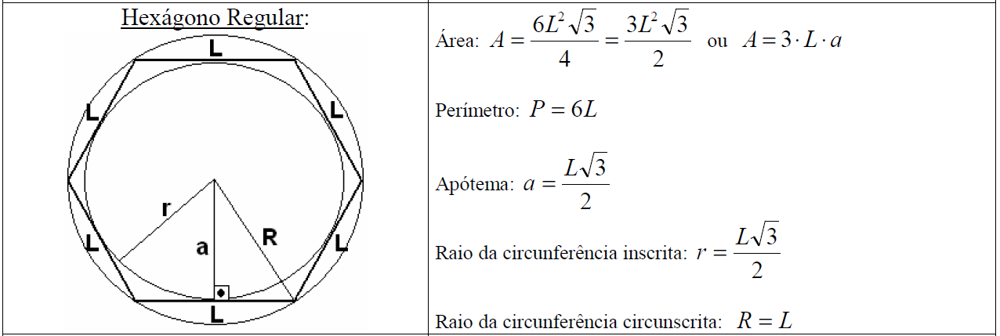 Hexágono Regular:
L
L
L
r
a
R
L
L
L
Área: A = 6L²√3/4 = 3L²√3/2 ou A = 3·L·a
Perímetro: P = 6L
Apótema: a = L√3/2
Raio da circunferência inscrita: r = L√3/2
Raio da circunferência circunscrita: R = L